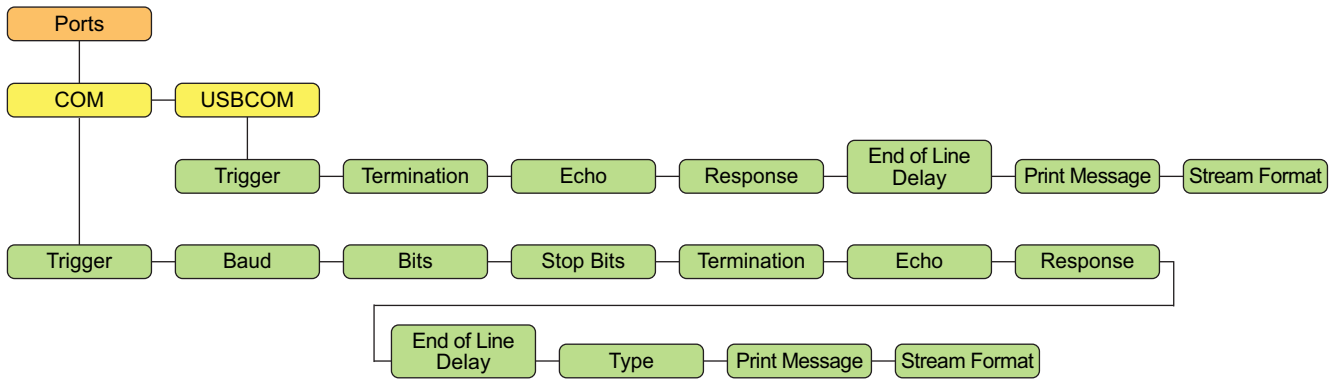 Ports
COM
USBCOM
Trigger
Termination
Echo
Response
End of Line
Delay
Print Message
Stream Format
Trigger
Baud
Bits
Stop Bits
Termination
Echo
Response
End of Line
Delay
Type
Print Message
Stream Format